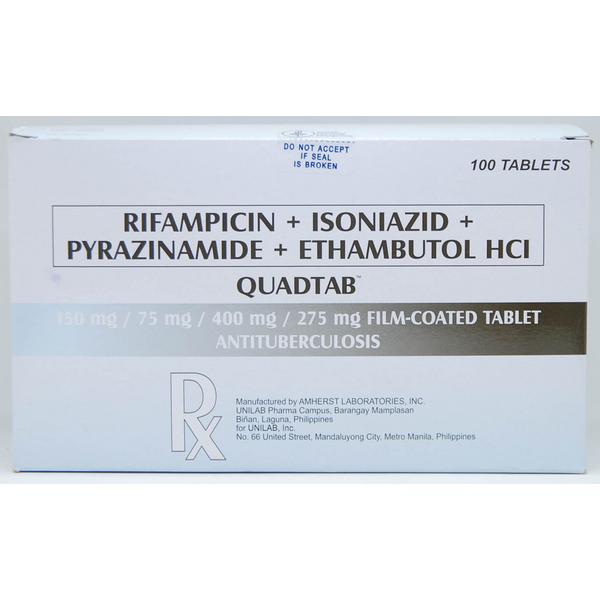 DO NOT ACCEPT
IF SEAL
IS BROKEN
100 TABLETS
RIFAMPICIN + ISONIAZID +
PYRAZINAMIDE + ETHAMBUTOL HCl
QUADTAB™
150 mg / 75 mg / 400 mg / 275 mg FILM-COATED TABLET
ANTITUBERCULOSIS
Rx
Manufactured by AMHERST LABORATORIES, INC.
UNILAB Pharma Campus, Barangay Mamplasan
Biñan, Laguna, Philippines
for UNILAB, Inc.
No. 66 United Street, Mandaluyong City, Metro Manila, Philippines